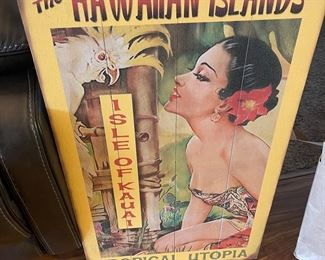 The HAWAIIAN ISLANDS
ISLE OF KAUAI
TROPICAL UTOPIA